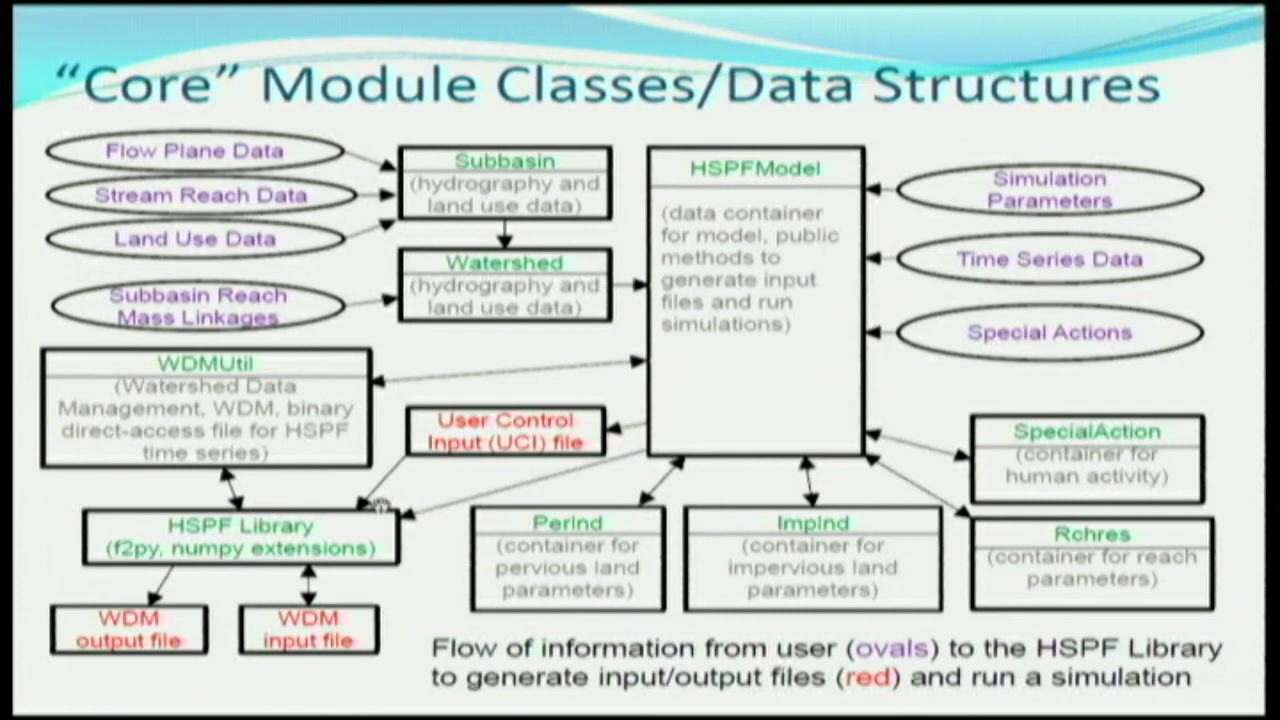 “Core” Module Classes/Data Structures
Flow Plane Data
Stream Reach Data
Land Use Data
Subbasin Reach
Mass Linkages
Subbasin
(hydrography and
land use data)
Watershed
(hydrography and
land use data)
HSPFModel
(data container
for model, public
methods to
generate input
files and run
simulations)
Simulation
Parameters
Time Series Data
Special Actions
WDMUtil
(Watershed Data
Management, WDM, binary
direct-access file for HSPF
time series)
User Control
Input (UCI) file
SpecialAction
(container for
human activity)
HSPF Library
(f2py, numpy extensions)
PerInd
(container for
pervious land
parameters)
ImpInd
(container for
impervious land
parameters)
Rchres
(container for reach
parameters)
WDM
output file
WDM
input file
Flow of information from user (ovals) to the HSPF Library
to generate input/output files (red) and run a simulation